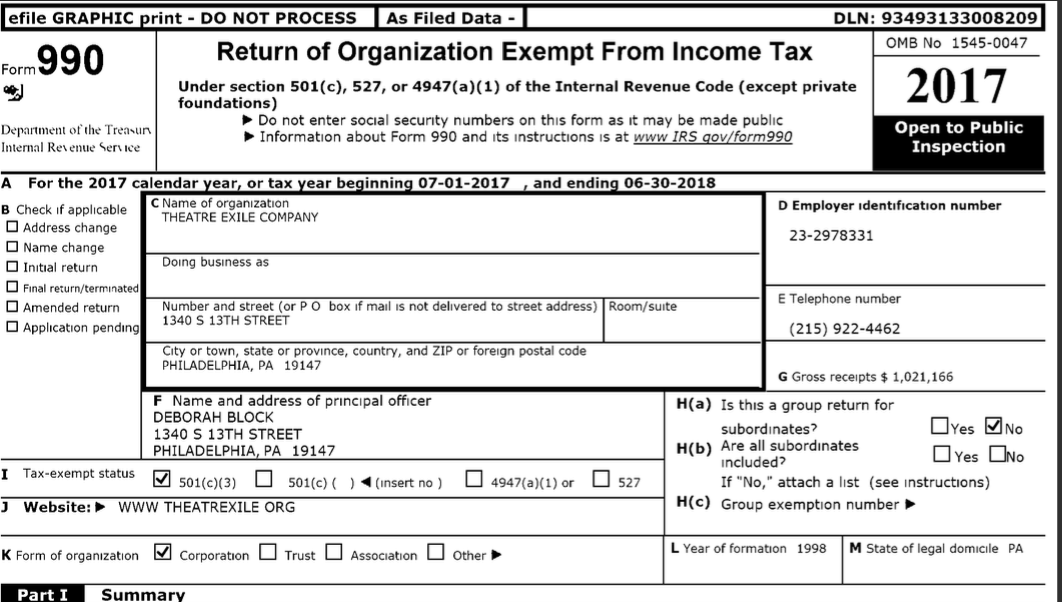 efile GRAPHIC print - DO NOT PROCESS As Filed Data - DLN: 93493133008209
Form 990
Department of the Treasury
Internal Revenue Service
Return of Organization Exempt From Income Tax
Under section 501(c), 527, or 4947(a)(1) of the Internal Revenue Code (except private
foundations)
▶ Do not enter social security numbers on this form as it may be made public
▶ Information about Form 990 and its instructions is at www IRS gov/form990
OMB No 1545-0047
2017
Open to Public
Inspection
A For the 2017 calendar year, or tax year beginning 07-01-2017 , and ending 06-30-2018
B Check if applicable
☐ Address change
☐ Name change
☐ Initial return
☐ Final return/terminated
☐ Amended return
☐ Application pending
C Name of organization
THEATRE EXILE COMPANY
Doing business as
Number and street (or P O box if mail is not delivered to street address) Room/suite
1340 S 13TH STREET
City or town, state or province, country, and ZIP or foreign postal code
PHILADELPHIA, PA 19147
D Employer identification number
23-2978331
E Telephone number
(215) 922-4462
G Gross receipts $ 1,021,166
F Name and address of principal officer
DEBORAH BLOCK
1340 S 13TH STREET
PHILADELPHIA, PA 19147
H(a) Is this a group return for
subordinates? ☐ Yes ☑ No
H(b) Are all subordinates
included? ☐ Yes ☐ No
If "No," attach a list (see instructions)
H(c) Group exemption number ▶
I Tax-exempt status ☑ 501(c)(3) ☐ 501(c) ( ) ◀ (insert no ) ☐ 4947(a)(1) or ☐ 527
J Website: ▶ WWW THEATREXILE ORG
K Form of organization ☑ Corporation ☐ Trust ☐ Association ☐ Other ▶
L Year of formation 1998
M State of legal domicile PA
Part I Summary